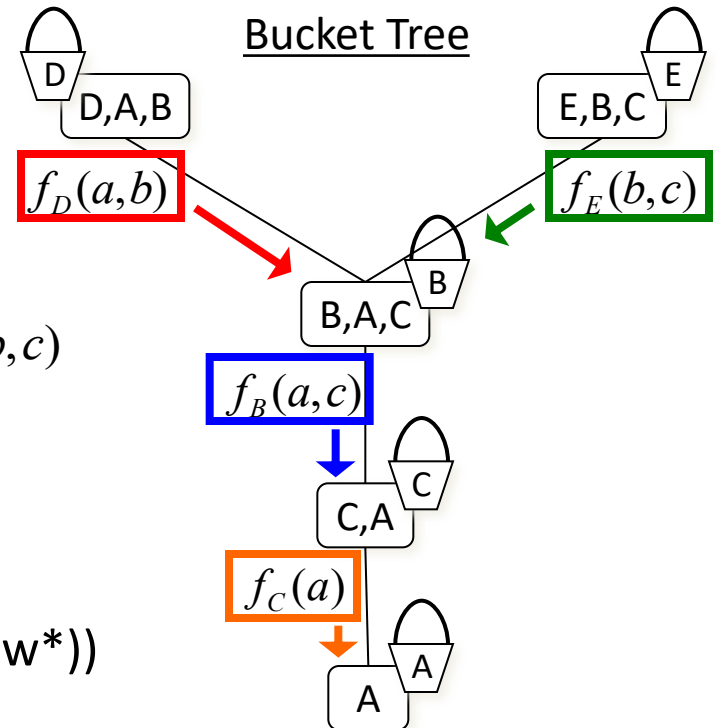 Bucket Tree
D
E
D,A,B
E,B,C
f_D(a,b)
f_E(b,c)
B
B,A,C
,c)
f_B(a,c)
C
C,A
f_C(a)
w*))
A
A